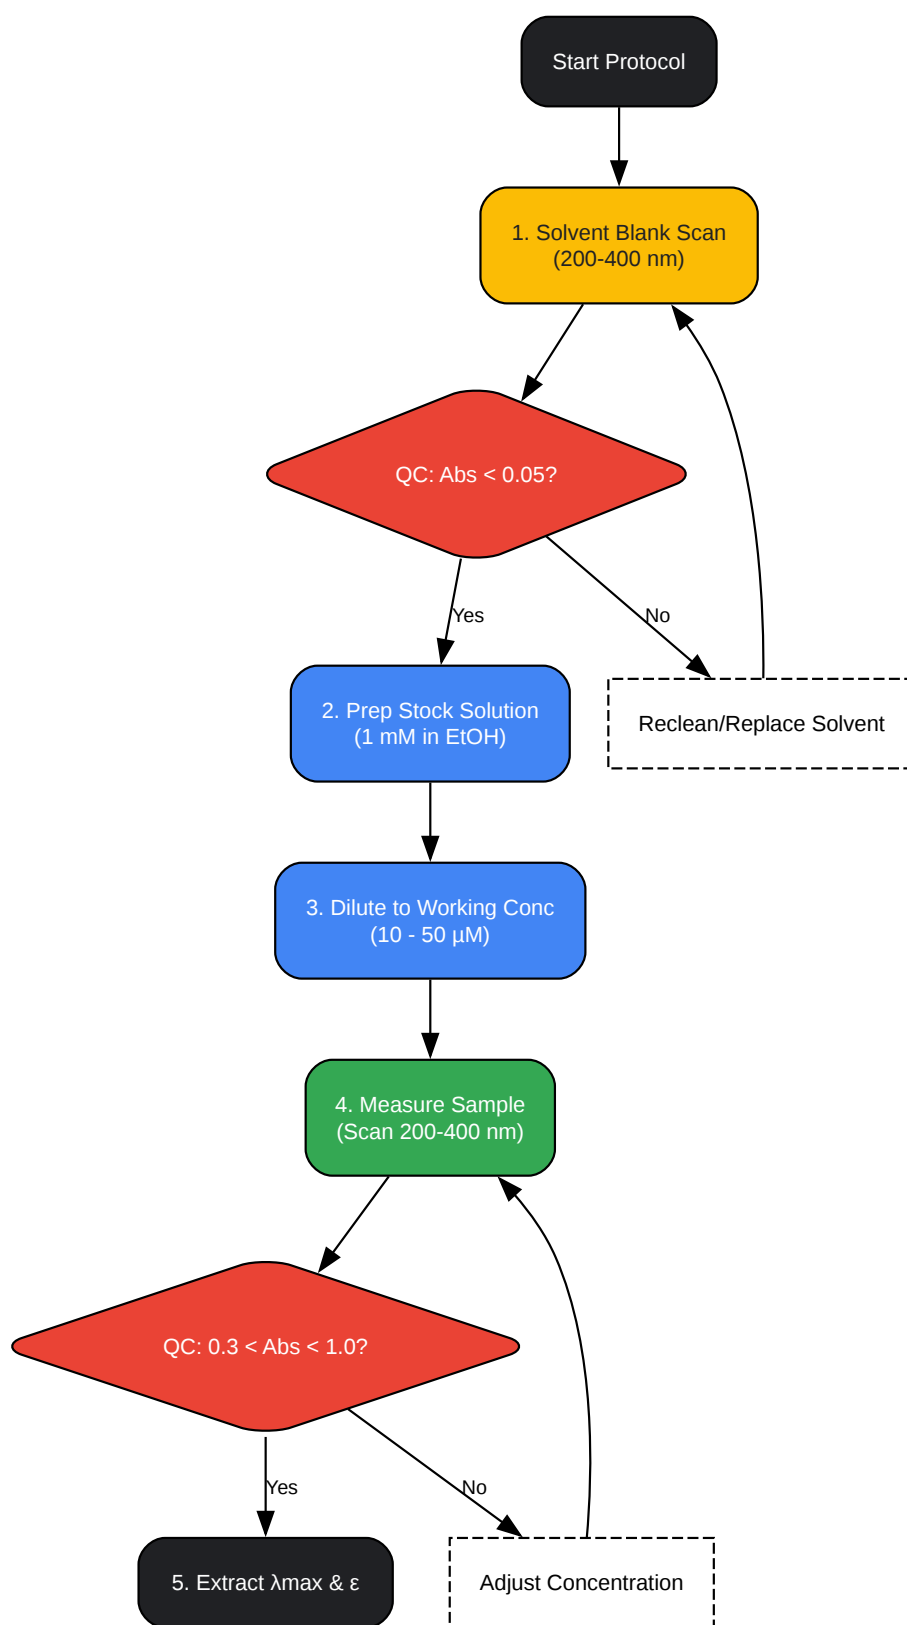 Start Protocol
1. Solvent Blank Scan
(200-400 nm)
QC: Abs < 0.05?
Yes
No
2. Prep Stock Solution
(1 mM in EtOH)
Reclean/Replace Solvent
3. Dilute to Working Conc
(10 - 50 µM)
4. Measure Sample
(Scan 200-400 nm)
QC: 0.3 < Abs < 1.0?
Yes
No
5. Extract λmax & ε
Adjust Concentration